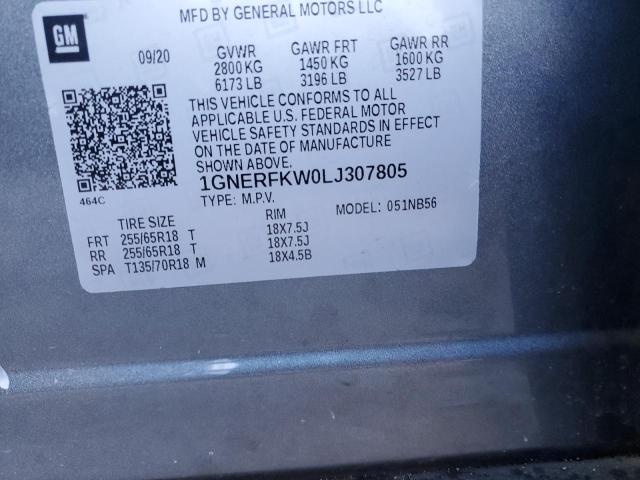 MFD BY GENERAL MOTORS LLC
GM
09/20
GVWR GAWR FRT GAWR RR
2800 KG 1450 KG 1600 KG
6173 LB 3196 LB 3527 LB
THIS VEHICLE CONFORMS TO ALL
APPLICABLE U.S. FEDERAL MOTOR
VEHICLE SAFETY STANDARDS IN EFFECT
ON THE DATE OF MANUFACTURE
SHOWN ABOVE.
1GNERFKW0LJ307805
TYPE: M.P.V. MODEL: 051NB56
464C
TIRE SIZE RIM
FRT 255/65R18 T 18X7.5J
RR 255/65R18 T 18X7.5J
SPA T135/70R18 M 18X4.5B